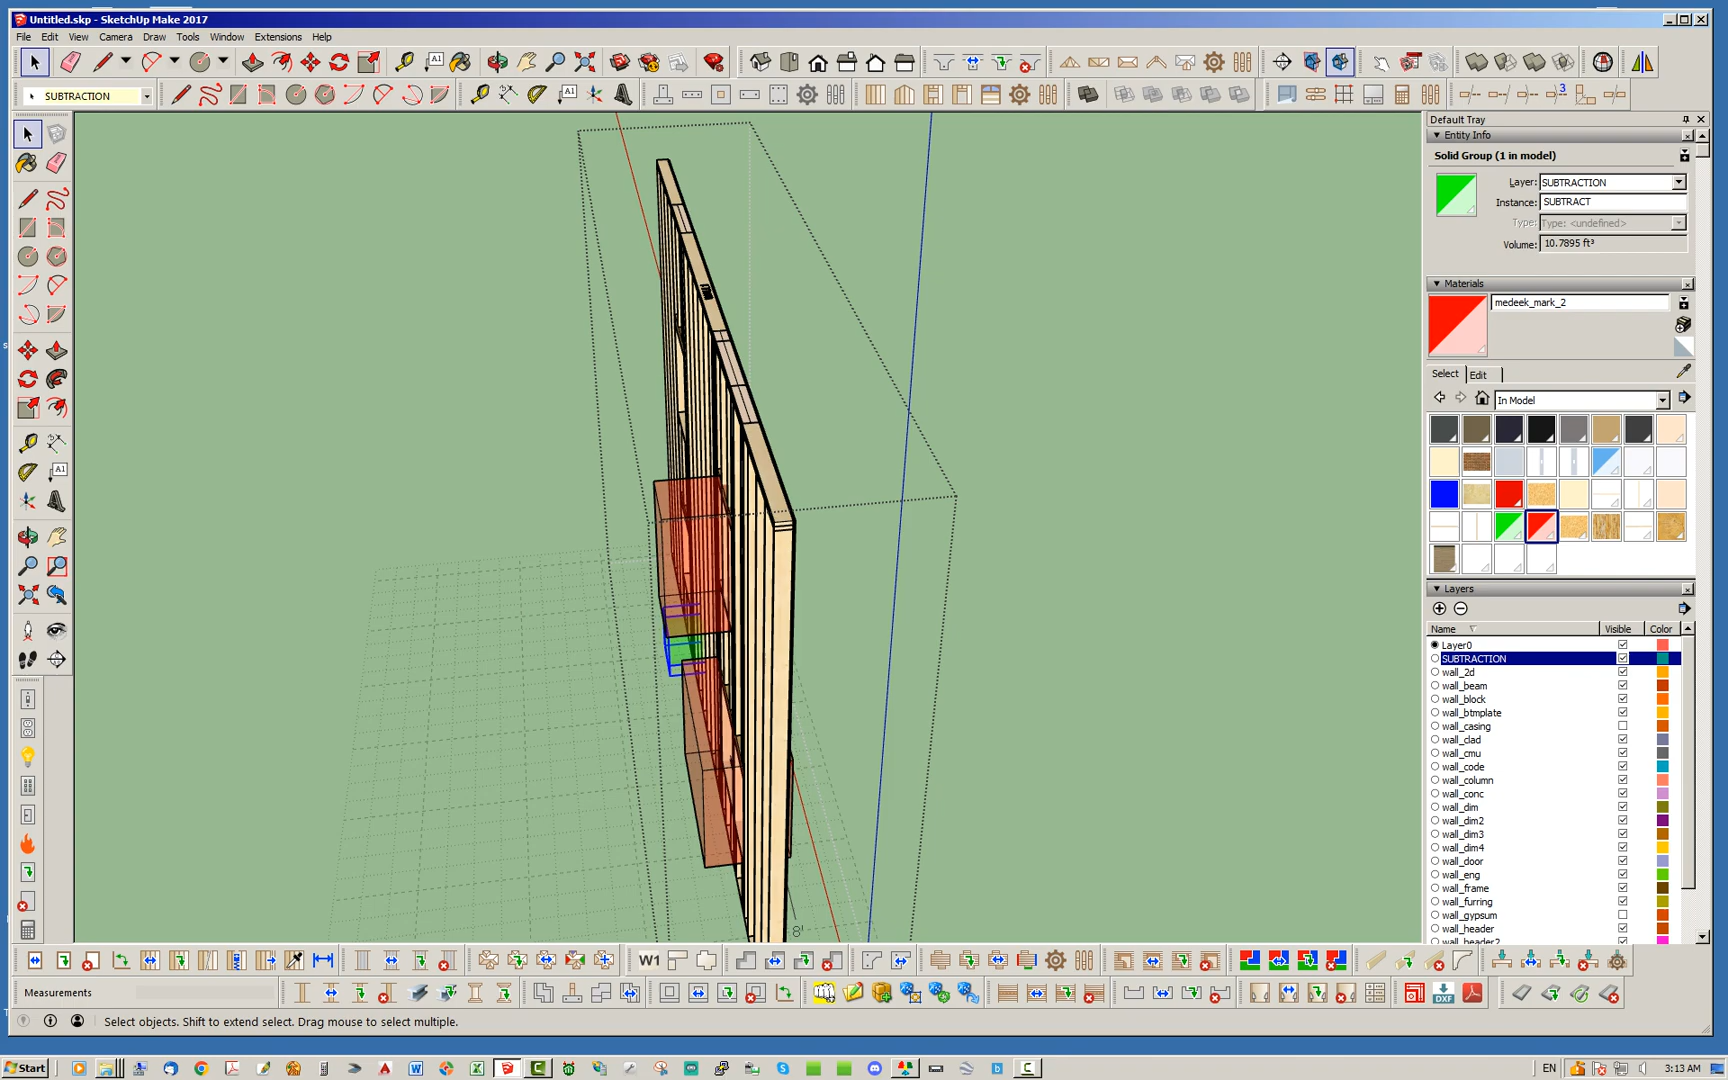 Untitled.skp - SketchUp Make 2017
File Edit View Camera Draw Tools Window Extensions Help
SUBTRACTION
Default Tray
Entity Info
Solid Group (1 in model)
Layer: SUBTRACTION
Instance: SUBTRACT
Type: Type: <undefined>
Volume: 10.7895 ft³
Materials
medeek_mark_2
Select Edit
In Model
Layers
Name Visible Color
Layer0
SUBTRACTION
wall_2d
wall_beam
wall_block
wall_btmplate
wall_casing
wall_clad
wall_cmu
wall_code
wall_column
wall_conc
wall_dim
wall_dim2
wall_dim3
wall_dim4
wall_door
wall_eng
wall_frame
wall_furring
wall_gypsum
wall_header
wall_header2
8'
W1
DXF
Measurements
Select objects. Shift to extend select. Drag mouse to select multiple.
Start
EN
3:13 AM